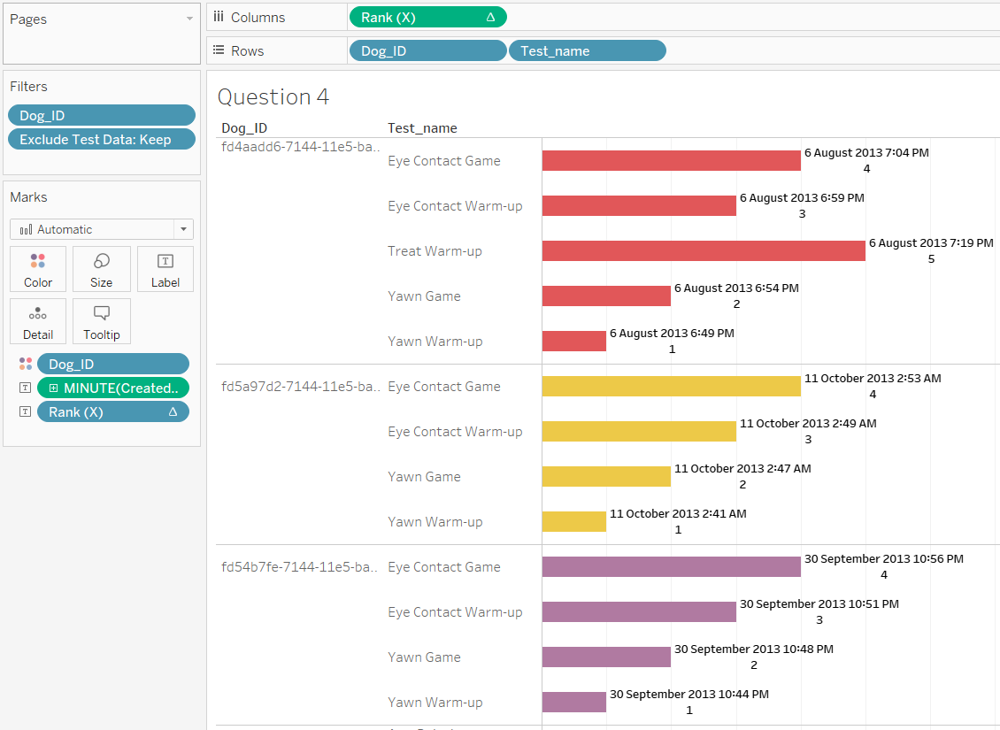 Pages
Columns
Rank (X)
Rows
Dog_ID
Test_name
Filters
Dog_ID
Exclude Test Data: Keep
Marks
Automatic
Color
Size
Label
Detail
Tooltip
Dog_ID
MINUTE(Created..
Rank (X)
Question 4
Dog_ID Test_name
fd4aadd6-7144-11e5-ba..
Eye Contact Game
6 August 2013 7:04 PM
4
Eye Contact Warm-up
6 August 2013 6:59 PM
3
Treat Warm-up
6 August 2013 7:19 PM
5
Yawn Game
6 August 2013 6:54 PM
2
Yawn Warm-up
6 August 2013 6:49 PM
1
fd5a97d2-7144-11e5-ba..
Eye Contact Game
11 October 2013 2:53 AM
4
Eye Contact Warm-up
11 October 2013 2:49 AM
3
Yawn Game
11 October 2013 2:47 AM
2
Yawn Warm-up
11 October 2013 2:41 AM
1
fd54b7fe-7144-11e5-ba..
Eye Contact Game
30 September 2013 10:56 PM
4
Eye Contact Warm-up
30 September 2013 10:51 PM
3
Yawn Game
30 September 2013 10:48 PM
2
Yawn Warm-up
30 September 2013 10:44 PM
1